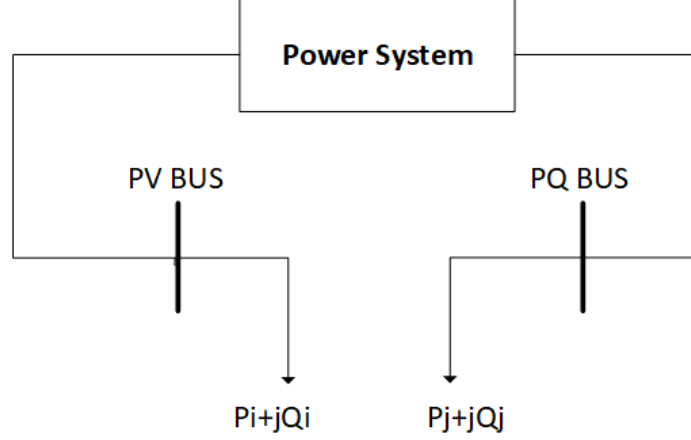 Power System
PV BUS
PQ BUS
Pi+jQi
Pj+jQj